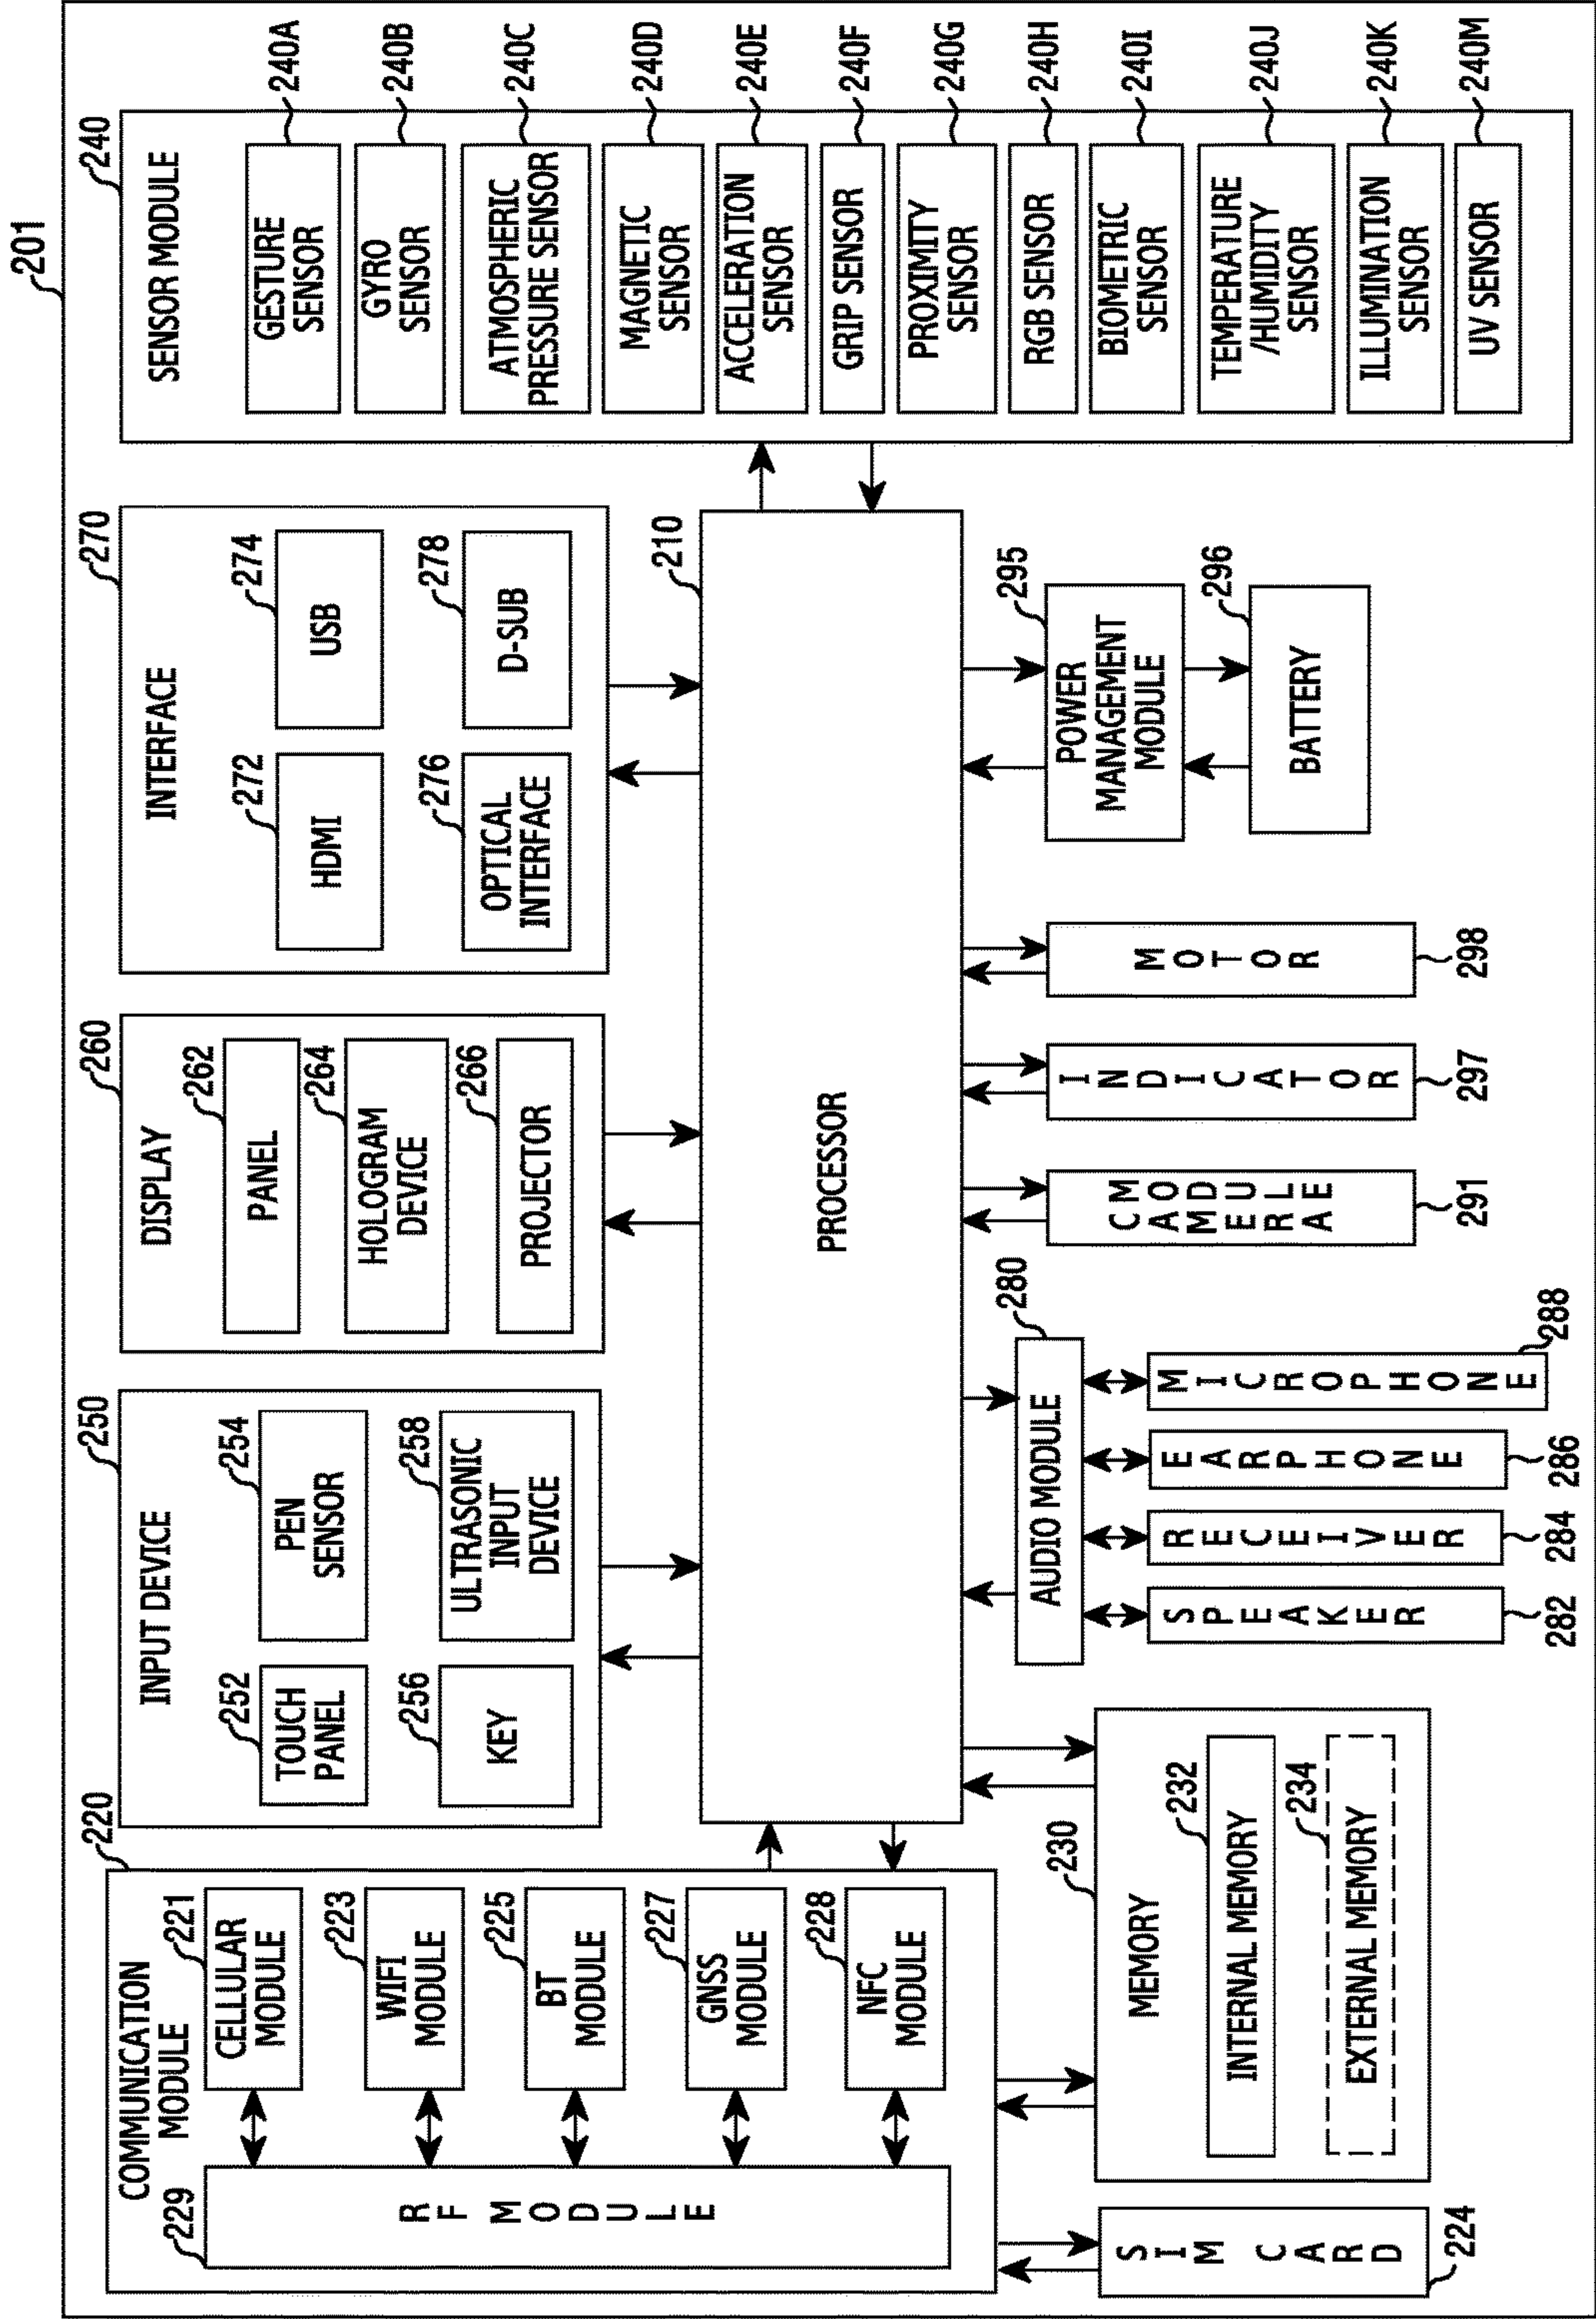 201
220
COMMUNICATION
MODULE
229
RF MODULE
221
CELLULAR
MODULE
223
WIFI
MODULE
225
BT
MODULE
227
GNSS
MODULE
228
NFC
MODULE
250
INPUT DEVICE
252
TOUCH
PANEL
254
PEN
SENSOR
256
KEY
258
ULTRASONIC
INPUT
DEVICE
260
DISPLAY
262
PANEL
264
HOLOGRAM
DEVICE
266
PROJECTOR
270
INTERFACE
272
HDMI
274
USB
276
OPTICAL
INTERFACE
278
D-SUB
240
SENSOR MODULE
GESTURE
SENSOR
240A
GYRO
SENSOR
240B
ATMOSPHERIC
PRESSURE SENSOR
240C
MAGNETIC
SENSOR
240D
ACCELERATION
SENSOR
240E
GRIP SENSOR
240F
PROXIMITY
SENSOR
240G
RGB SENSOR
240H
BIOMETRIC
SENSOR
240I
TEMPERATURE
/HUMIDITY
SENSOR
240J
ILLUMINATION
SENSOR
240K
UV SENSOR
240M
210
PROCESSOR
SIM CARD
224
230
MEMORY
232
INTERNAL MEMORY
234
EXTERNAL MEMORY
280
AUDIO MODULE
SPEAKER
282
RECEIVER
284
EARPHONE
286
MICROPHONE
288
CAMERA
MODULE
291
INDICATOR
297
MOTOR
298
295
POWER
MANAGEMENT
MODULE
296
BATTERY